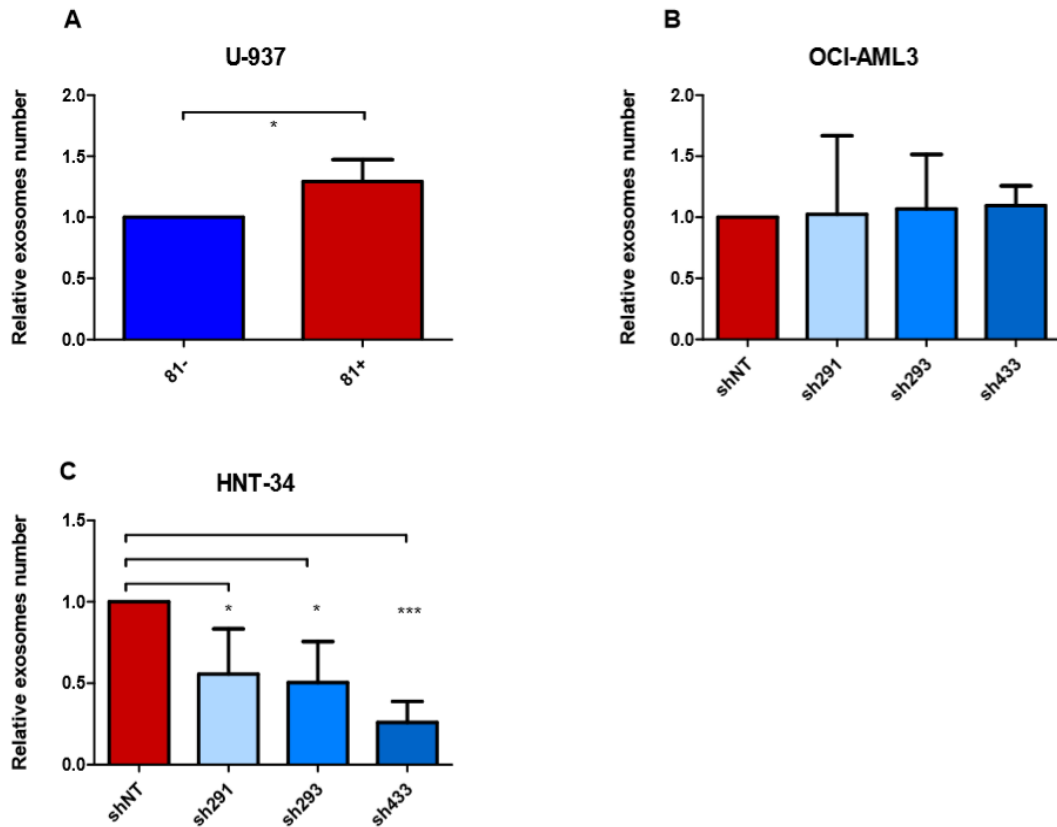 A
U-937
Relative exosomes number
2.0
1.5
1.0
0.5
0.0
*
81-
81+
B
OCI-AML3
Relative exosomes number
2.0
1.5
1.0
0.5
0.0
shNT
sh291
sh293
sh433
C
HNT-34
Relative exosomes number
1.5
1.0
0.5
0.0
*
*
***
shNT
sh291
sh293
sh433